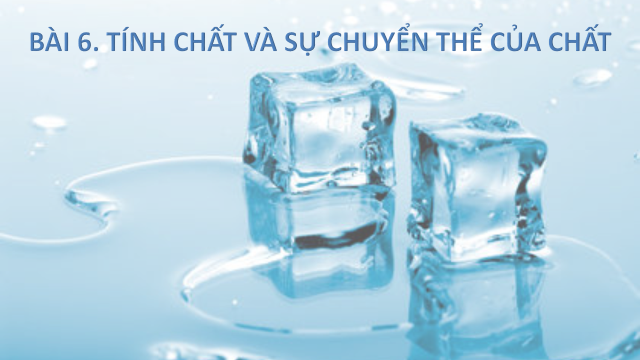 BÀI 6. TÍNH CHẤT VÀ SỰ CHUYỂN THỂ CỦA CHẤT